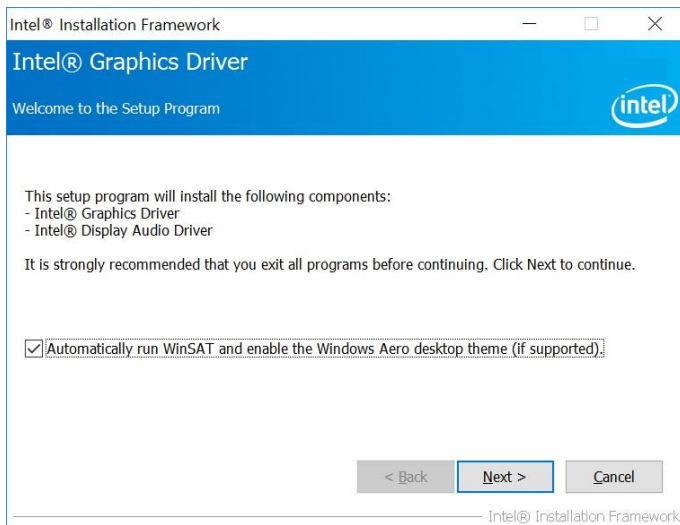 Intel® Installation Framework
Intel® Graphics Driver
Welcome to the Setup Program
intel
This setup program will install the following components:
- Intel® Graphics Driver
- Intel® Display Audio Driver
It is strongly recommended that you exit all programs before continuing. Click Next to continue.
Automatically run WinSAT and enable the Windows Aero desktop theme (if supported).
< Back Next > Cancel
Intel® Installation Framework